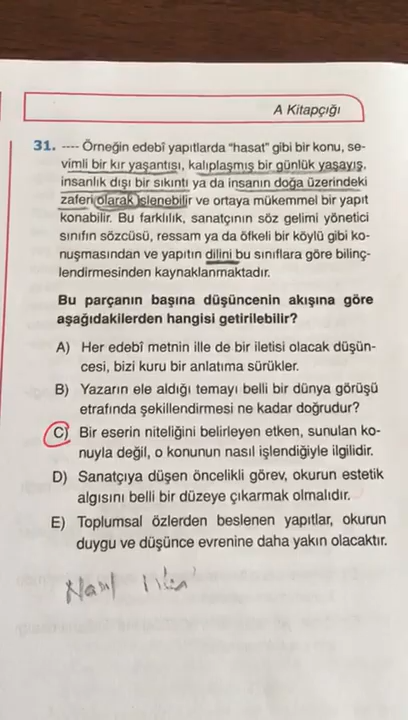 A Kitapçığı
31. ---- Örneğin edebî yapıtlarda "hasat" gibi bir konu, se-
vimli bir kır yaşantısı, kalıplaşmış bir günlük yaşayış,
insanlık dışı bir sıkıntı ya da insanın doğa üzerindeki
zaferi olarak işlenebilir ve ortaya mükemmel bir yapıt
konabilir. Bu farklılık, sanatçının söz gelimi yönetici
sınıfın sözcüsü, ressam ya da öfkeli bir köylü gibi ko-
nuşmasından ve yapıtın dilini bu sınıflara göre bilinç-
lendirmesinden kaynaklanmaktadır.
Bu parçanın başına düşüncenin akışına göre
aşağıdakilerden hangisi getirilebilir?
A) Her edebî metnin ille de bir iletisi olacak düşün-
cesi, bizi kuru bir anlatıma sürükler.
B) Yazarın ele aldığı temayı belli bir dünya görüşü
etrafında şekillendirmesi ne kadar doğrudur?
C) Bir eserin niteliğini belirleyen etken, sunulan ko-
nuyla değil, o konunun nasıl işlendiğiyle ilgilidir.
D) Sanatçıya düşen öncelikli görev, okurun estetik
algısını belli bir düzeye çıkarmak olmalıdır.
E) Toplumsal özlerden beslenen yapıtlar, okurun
duygu ve düşünce evrenine daha yakın olacaktır.
Nasıl